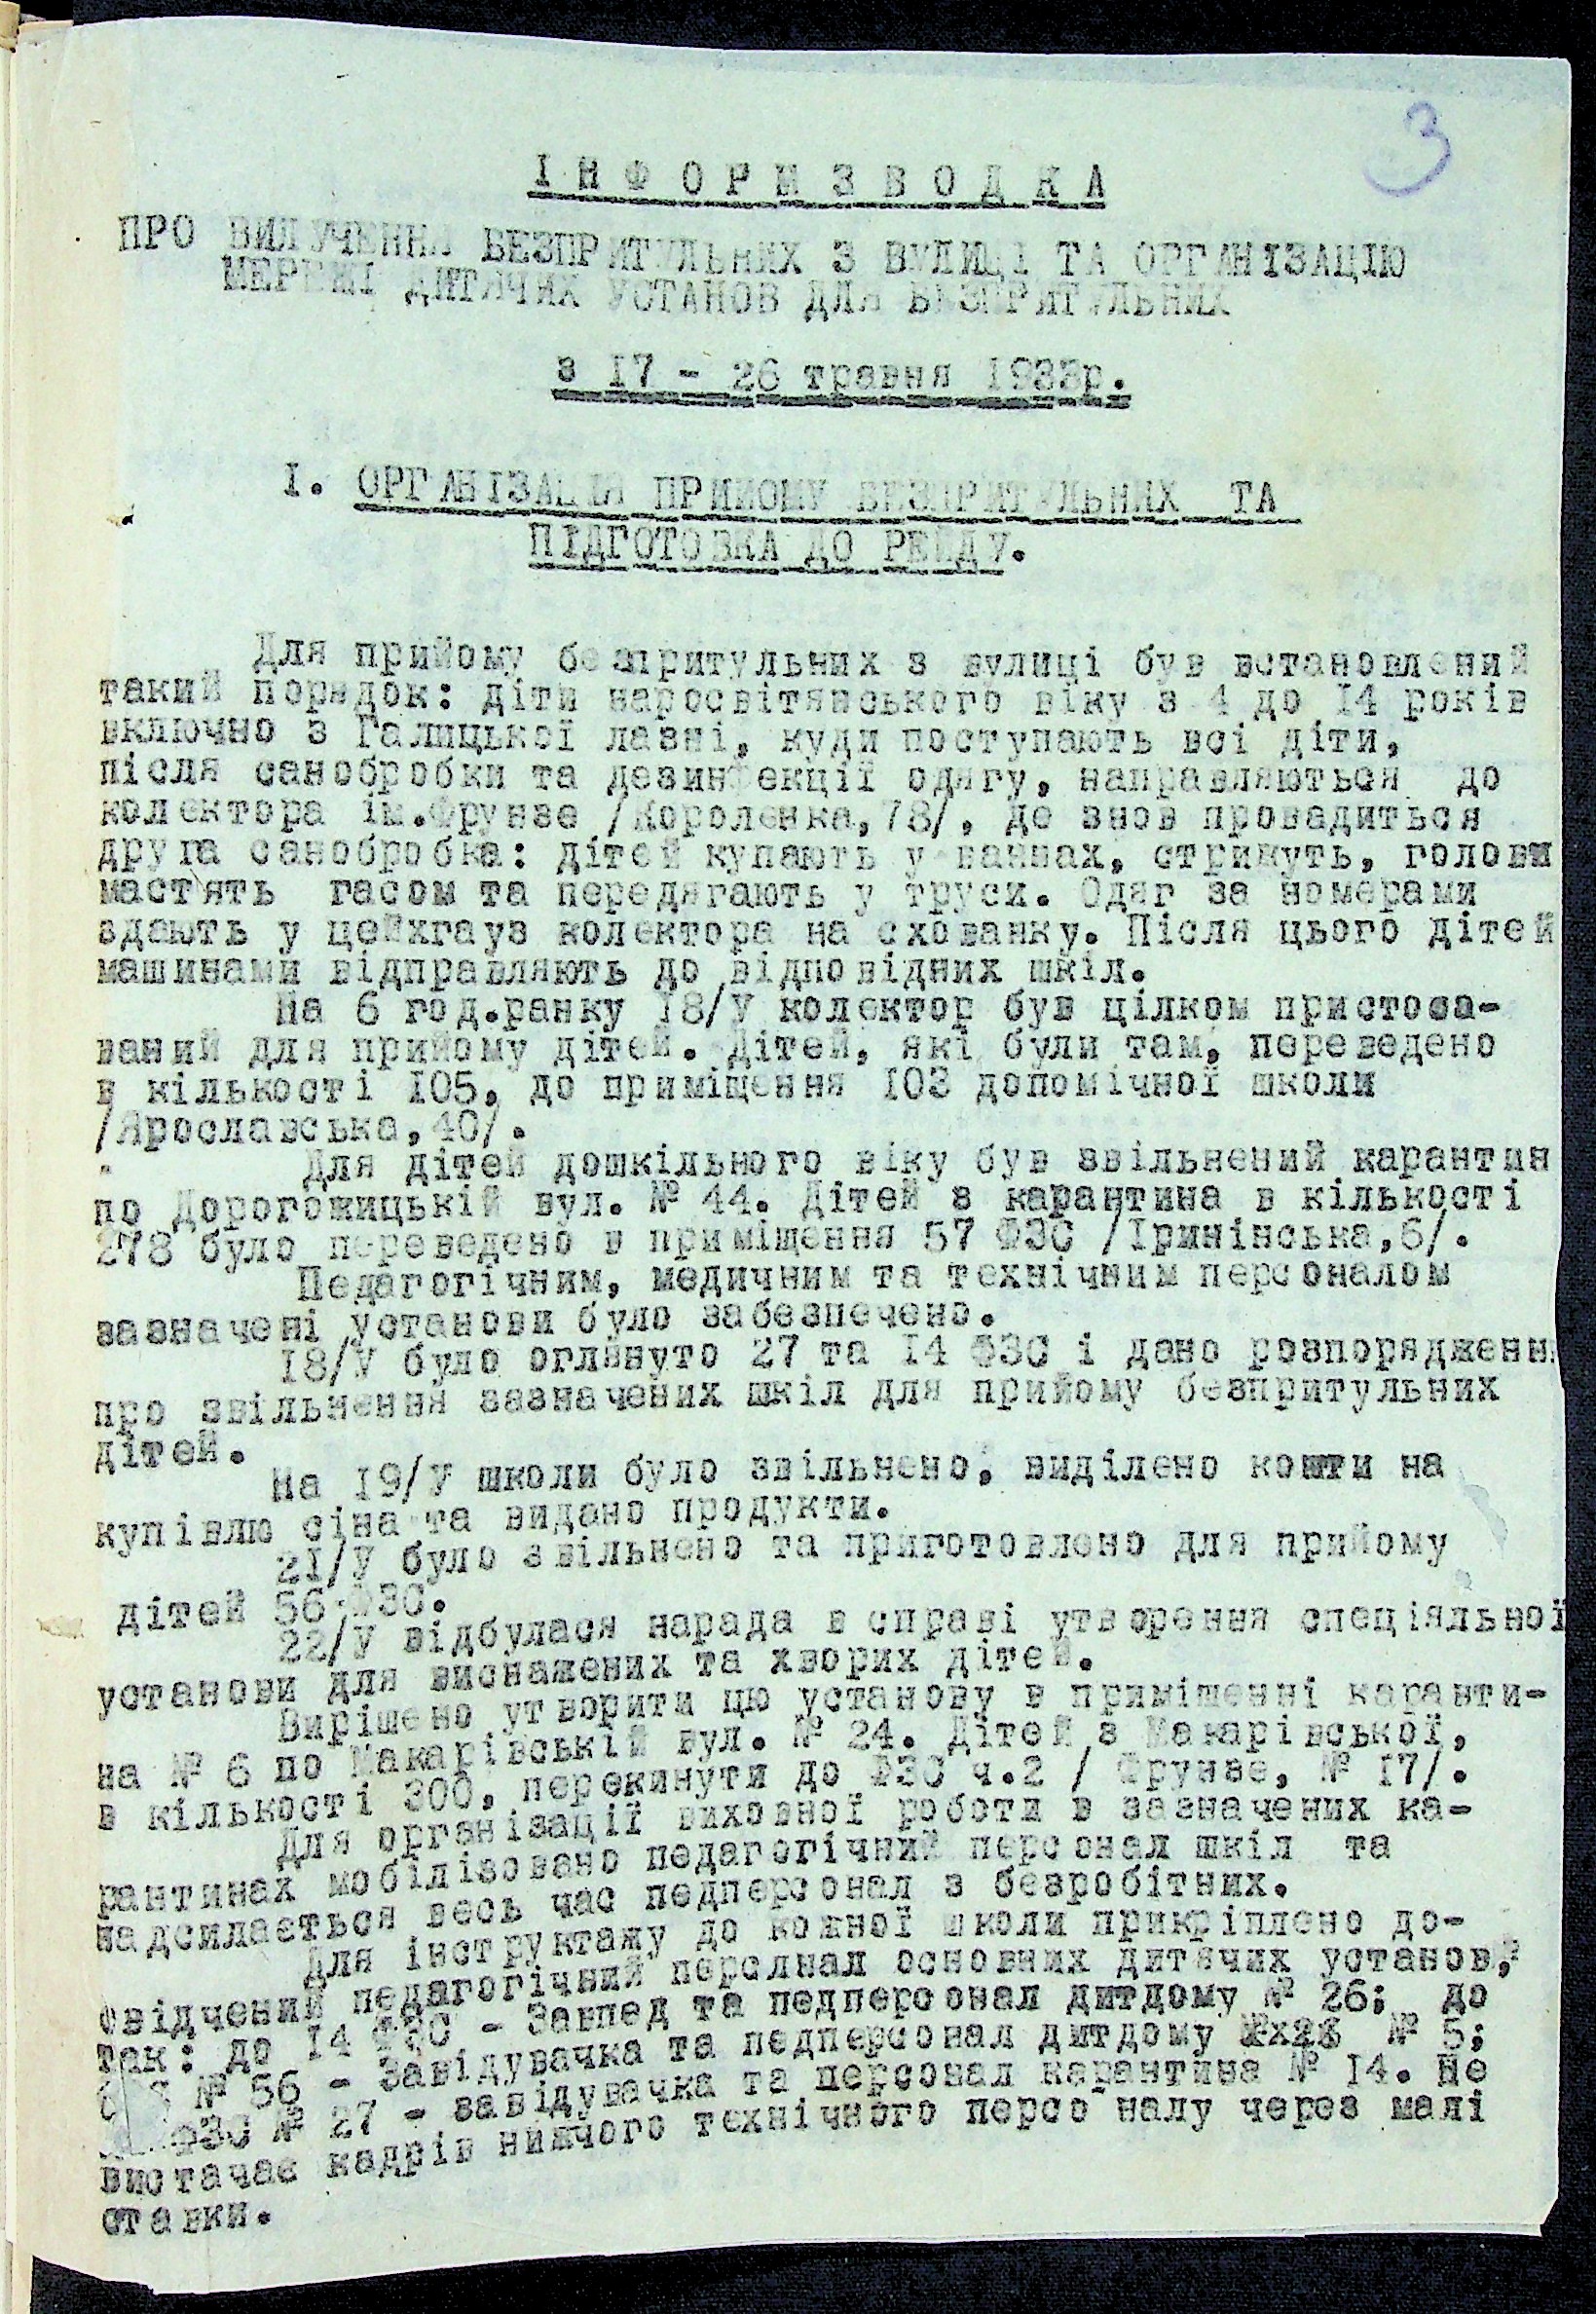 3
ІНФОРМЗВОДКА
ПРО ВИЛУЧЕННЯ БЕЗПРИТУЛЬНИХ З ВУЛИЦІ ТА ОРГАНІЗАЦІЮ
МЕРЕЖІ ДИТЯЧИХ УСТАНОВ ДЛЯ БЕЗПРИТУЛЬНИХ
з 17 - 26 травня 1933р.
І. ОРГАНІЗАЦІЯ ПРИЙОМУ БЕЗПРИТУЛЬНИХ ТА
ПІДГОТОВКА ДО РЕЙДУ.
Для прийому безпритульних з вулиці був встановлений
такий порядок: діти наросвітянського віку з 4 до 14 років
включно з Галицької лазні, куди поступають всі діти,
після санобробки та дезинфекції одягу, направляються до
колектора ім.Фрунзе /Короленка,78/, де знов провадиться
друга санобробка: дітей купають у ваннах, стрижуть, голови
мастять гасом та передягають у труси. Одяг за номерами
здають у цейхгауз колектора на схованку. Після цього дітей
машинами відправляють до відповідних шкіл.
На 6 год.ранку 18/У колектор був цілком пристосо-
ваний для прийому дітей. Дітей, які були там, переведено
в кількості 105, до приміщення 103 допомічної школи
/Ярославська,40/.
Для дітей дошкільного віку був звільнений карантин
по Дорогожицькій вул. № 44. Дітей з карантина в кількості
278 було переведено в приміщення 57 ФЗС /Іринінська,6/.
Педагогічним, медичним та технічним персоналом
зазначені установи було забезпечено.
18/У було оглянуто 27 та 14 ФЗС і дано розпорядження
про звільнення зазначених шкіл для прийому безпритульних
дітей.
На 19/У школи було звільнено, виділено кошти на
купівлю сіна та видано продукти.
21/У було звільнено та приготовлено для прийому
дітей 56 ФЗС.
22/У відбулася нарада в справі утворення спеціяльної
установи для виснажених та хворих дітей.
Вирішено утворити цю установу в приміщенні каранти-
на № 6 по Макарівській вул. № 24. Дітей з Макарівської,
в кількості 300, перекинути до ФЗС ч.2 / Фрунзе, № 17/.
Для організації виховної роботи в зазначених ка-
рантинах мобілізовано педагогічний персонал шкіл та
надсилається весь час педперсонал з безробітних.
Для інструктажу до кожної школи прикріплено до-
свідчений педагогічний персднал основних дитячих установ,
так: до 14 ФЗС - Завпед та педперсонал дитдому № 26; до
№ 56 - Завідувачка та педперсонал дитдому № 5;
ФЗС № 27 - завідувачка та персонал карантина № 14. Не
вистачає кадрів нижчого технічного персо налу через малі
ставки.